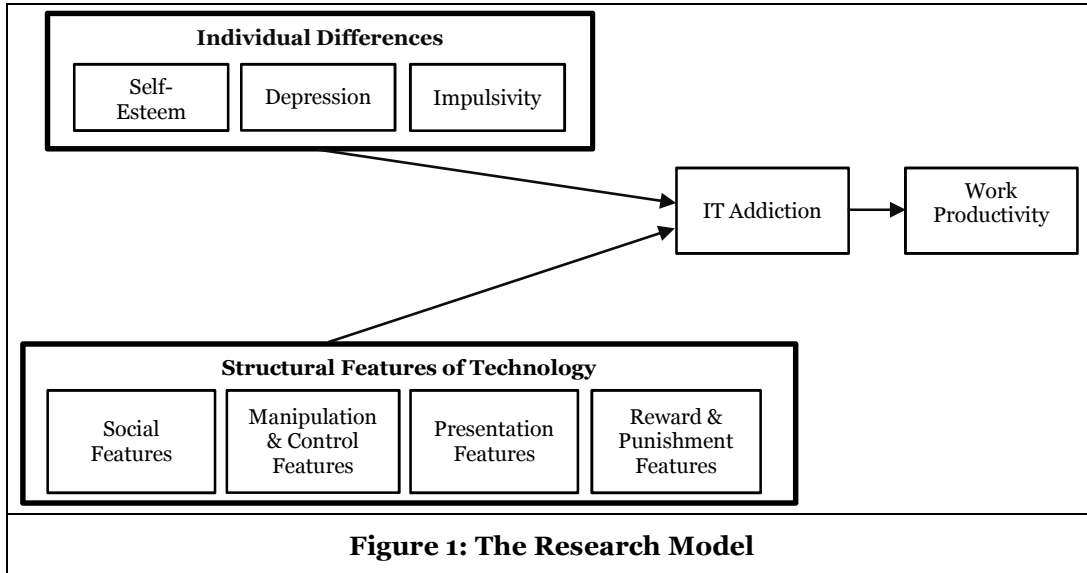 Individual Differences
Self-
Esteem
Depression
Impulsivity
IT Addiction
Work
Productivity
Structural Features of Technology
Social
Features
Manipulation
& Control
Features
Presentation
Features
Reward &
Punishment
Features
Figure 1: The Research Model